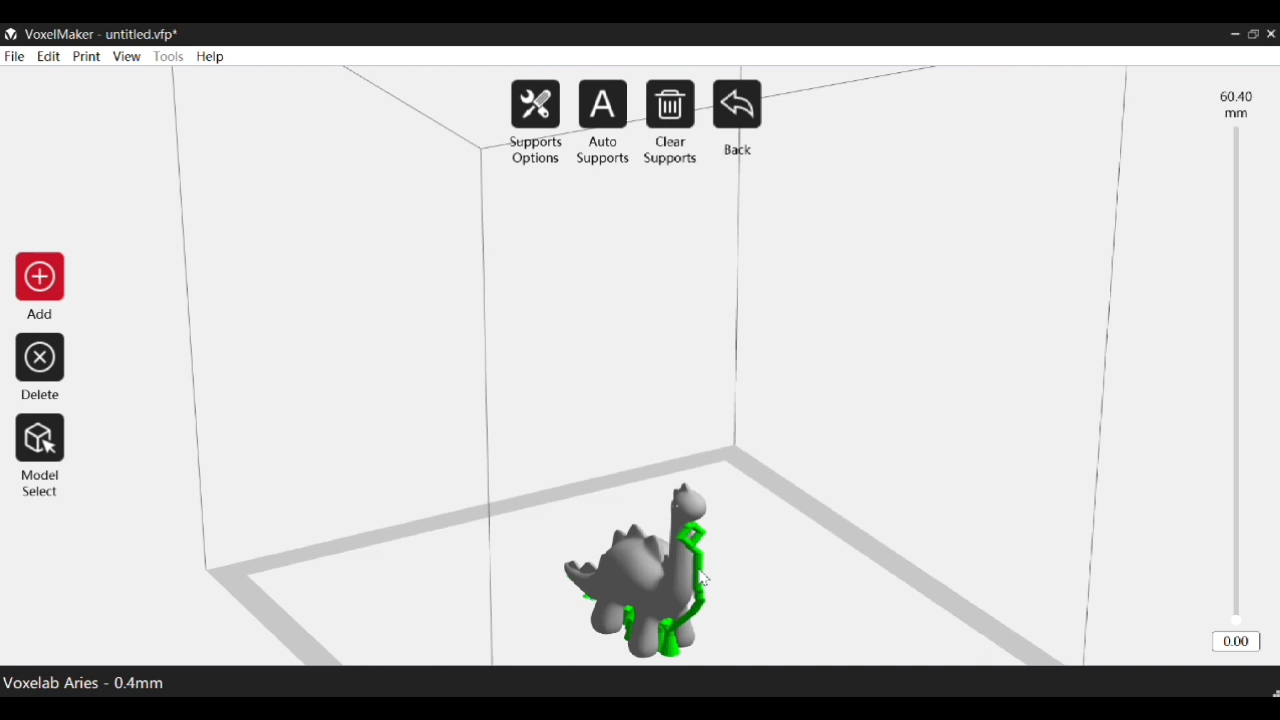 VoxelMaker - untitled.vfp*
File Edit Print View Tools Help
60.40
mm
Supports
Options
Auto
Supports
Clear
Supports
Back
Add
Delete
Model
Select
0.00
Voxelab Aries - 0.4mm